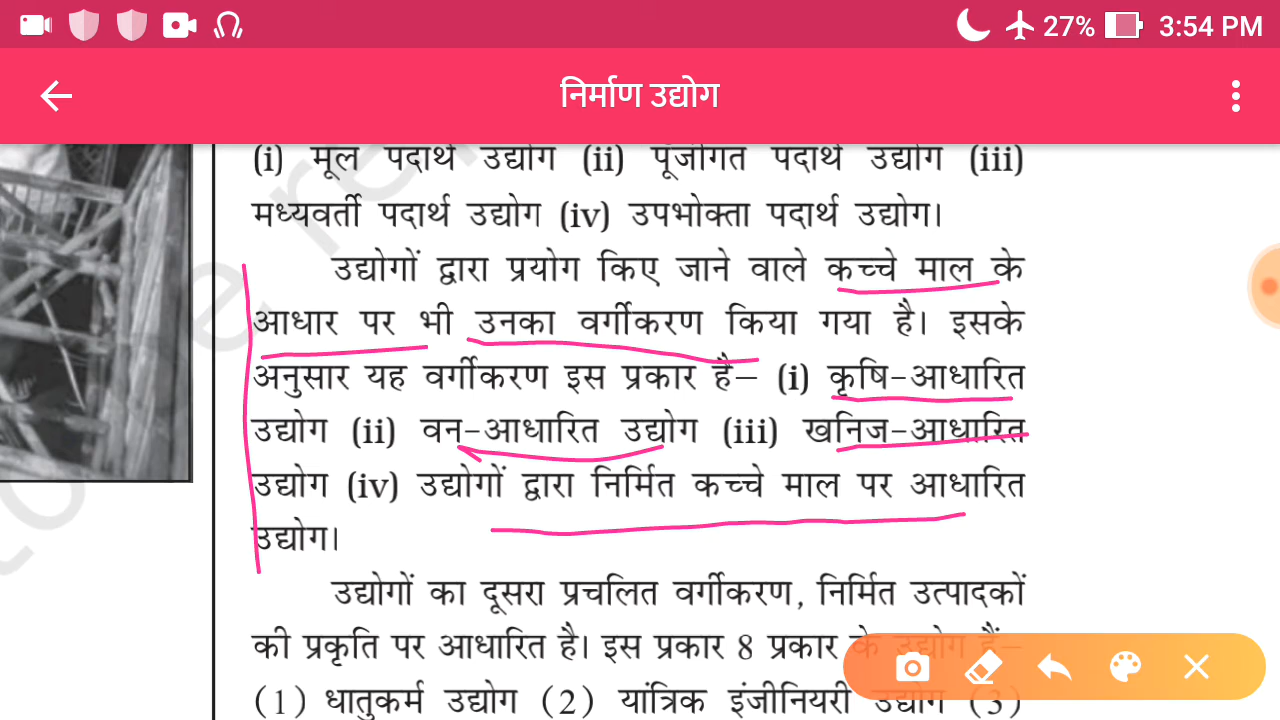 27% 3:54 PM
निर्माण उद्योग
(i) मूल पदार्थ उद्योग (ii) पूंजीगत पदार्थ उद्योग (iii)
मध्यवर्ती पदार्थ उद्योग (iv) उपभोक्ता पदार्थ उद्योग।
उद्योगों द्वारा प्रयोग किए जाने वाले कच्चे माल के
आधार पर भी उनका वर्गीकरण किया गया है। इसके
अनुसार यह वर्गीकरण इस प्रकार है– (i) कृषि-आधारित
उद्योग (ii) वन-आधारित उद्योग (iii) खनिज-आधारित
उद्योग (iv) उद्योगों द्वारा निर्मित कच्चे माल पर आधारित
उद्योग।
उद्योगों का दूसरा प्रचलित वर्गीकरण, निर्मित उत्पादकों
की प्रकृति पर आधारित है। इस प्रकार 8 प्रकार के उद्योग हैं–
(1) धातुकर्म उद्योग (2) यांत्रिक इंजीनियरी उद्योग (3)